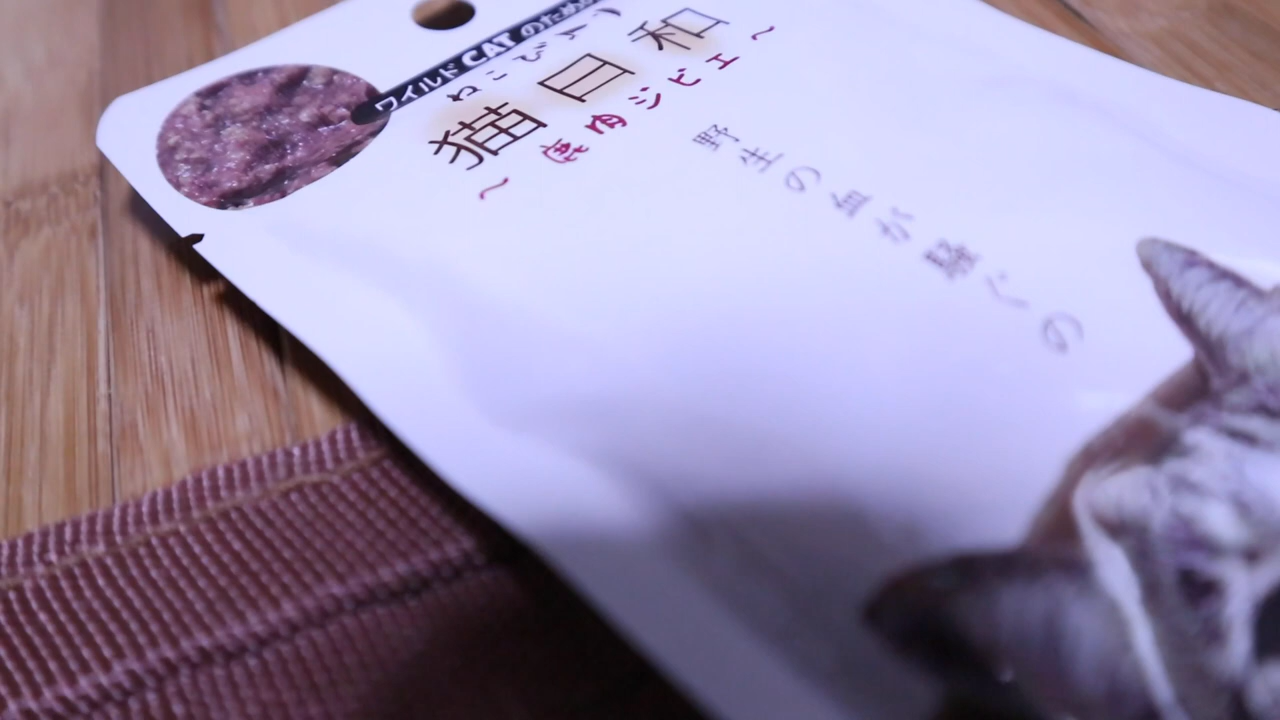 ワイルドCATのための
ねこびより
猫日和
～鹿肉ジビエ～
野生の血が騒ぐの